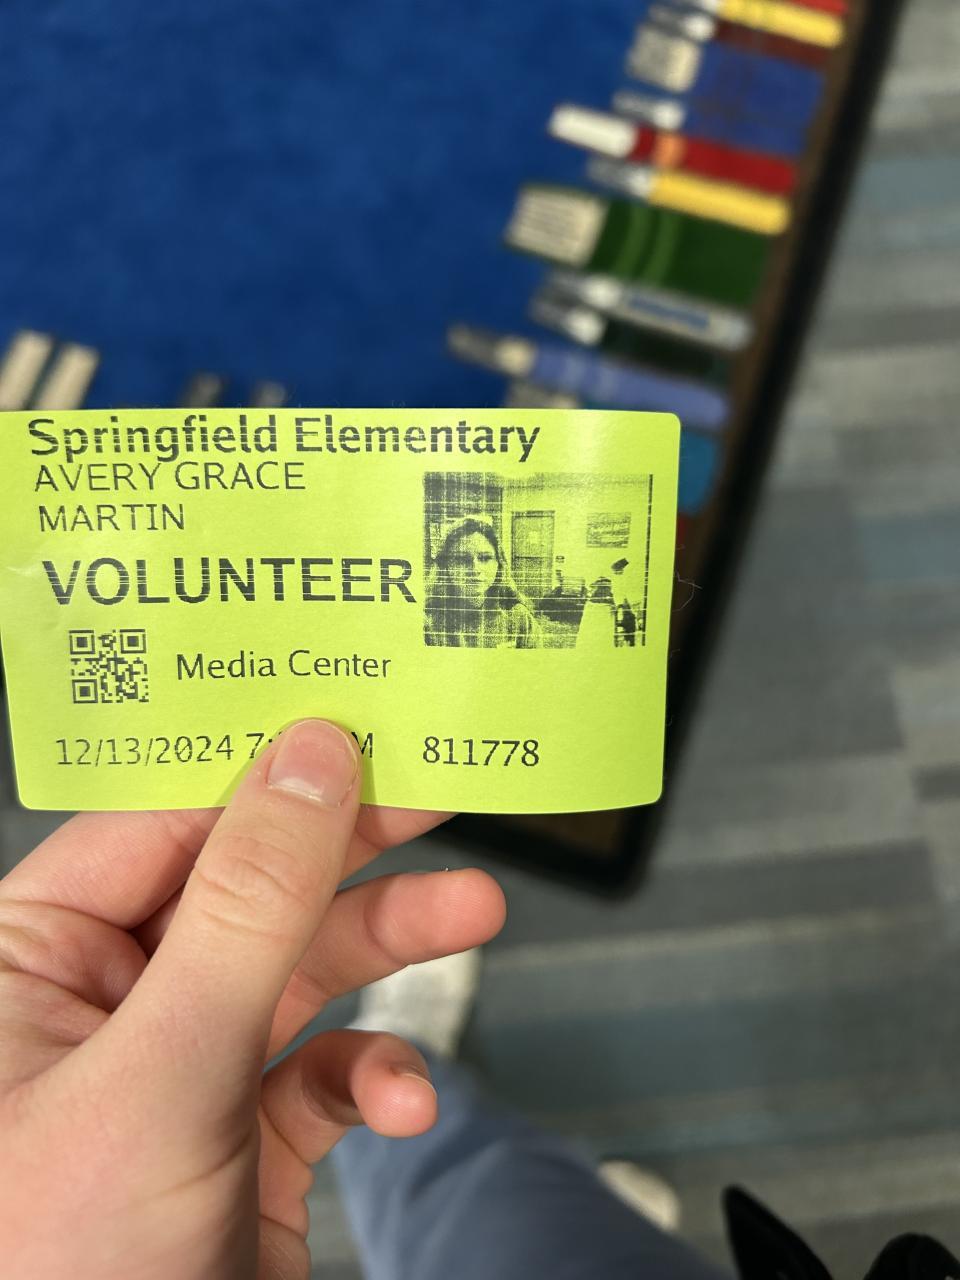 Springfield Elementary
AVERY GRACE
MARTIN
VOLUNTEER
Media Center
12/13/2024 811778